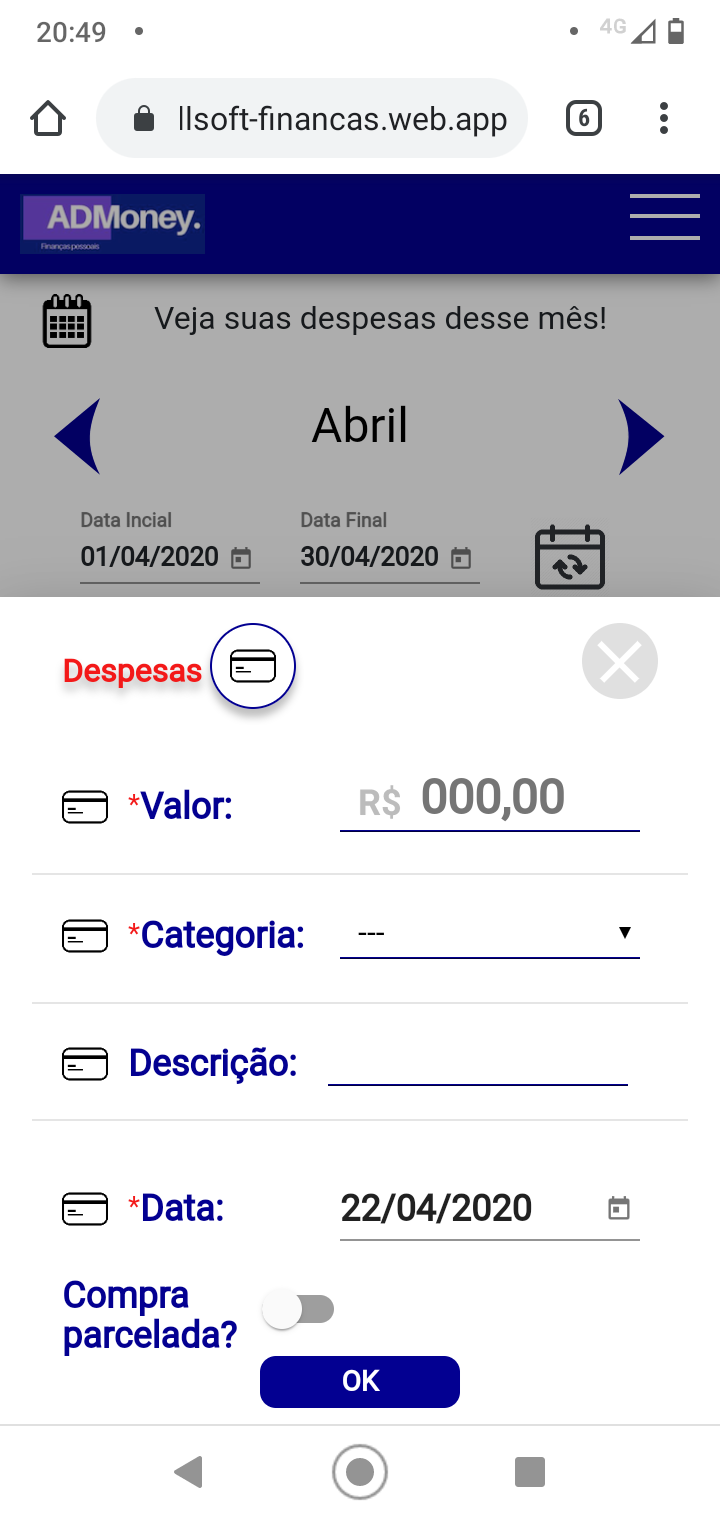 20:49
4G
llsoft-financas.web.app
6
ADMoney.
Finanças pessoais
Veja suas despesas desse mês!
Abril
Data Incial
Data Final
01/04/2020
30/04/2020
Despesas
*Valor:
R$ 000,00
*Categoria:
---
Descrição:
*Data:
22/04/2020
Compra
parcelada?
OK